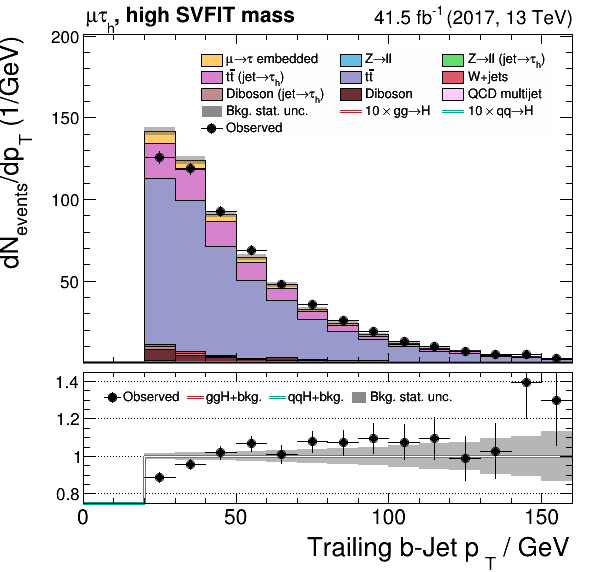 μτh, high SVFIT mass 41.5 fb-1 (2017, 13 TeV)
dNevents/dpT (1/GeV)
200
150
100
50
μ→τ embedded Z→ll Z→ll (jet→τh)
tt̄ (jet→τh) tt̄ W+jets
Diboson (jet→τh) Diboson QCD multijet
Bkg. stat. unc. 10 × gg→H 10 × qq→H
Observed
1.4
1.2
1
0.8
Observed ggH+bkg. qqH+bkg. Bkg. stat. unc.
0 50 100 150
Trailing b-Jet pT / GeV